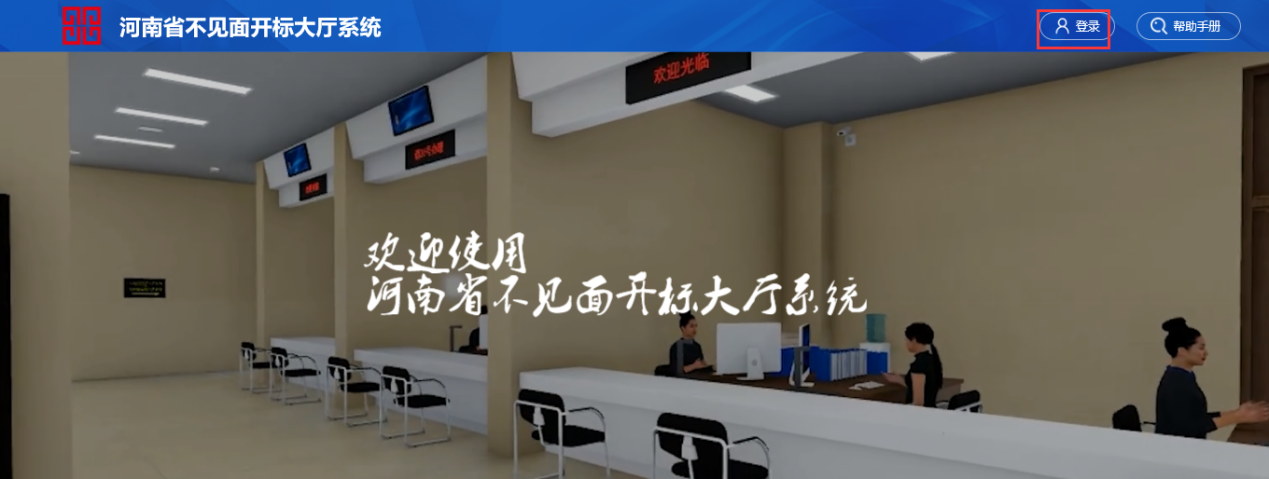 河南省不见面开标大厅系统
登录
帮助手册
欢迎光临
欢迎使用
河南省不见面开标大厅系统